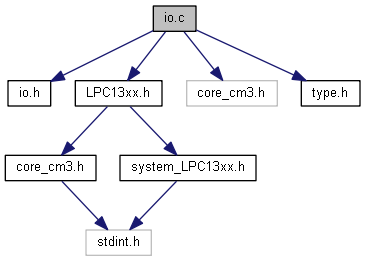 io.c
io.h
LPC13xx.h
core_cm3.h
type.h
core_cm3.h
system_LPC13xx.h
stdint.h